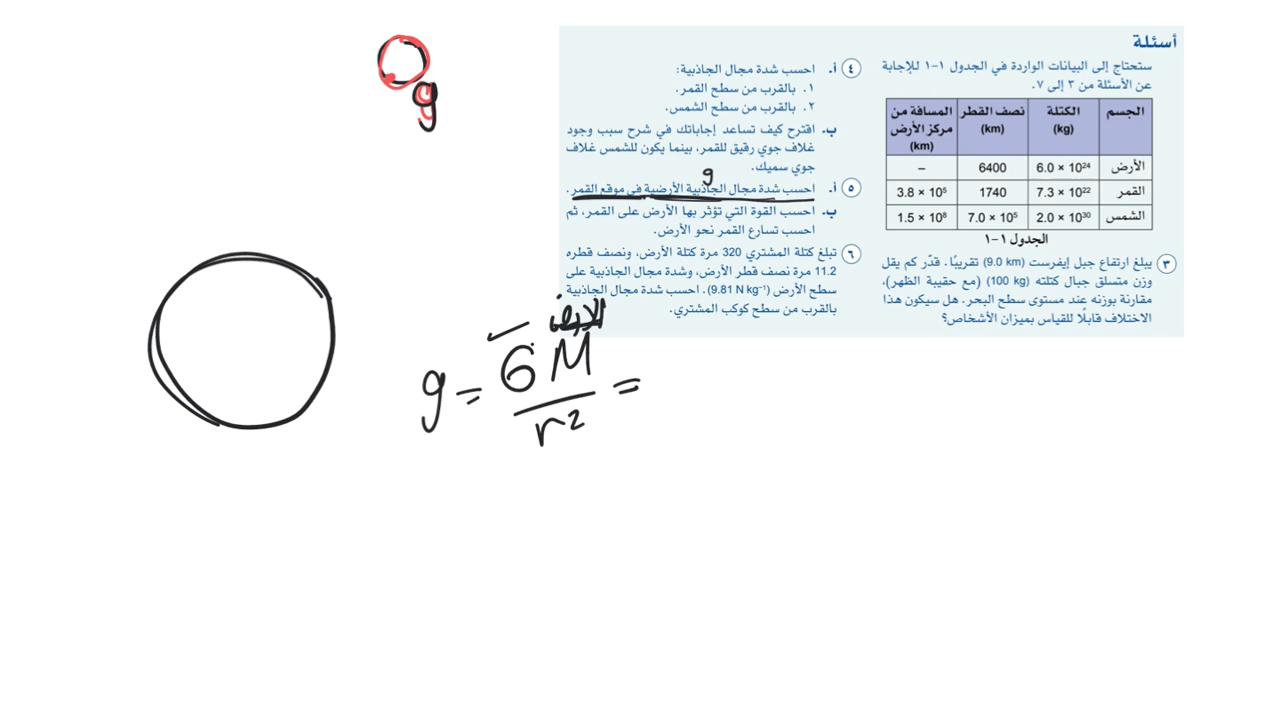 أسئلة
ستحتاج إلى البيانات الواردة في الجدول ١-١ للإجابة
عن الأسئلة من ٣ إلى ٧.
الجسم الكتلة (kg) نصف القطر (km) المسافة من مركز الأرض (km)
الأرض 6.0 × 10²⁴ 6400 –
القمر 7.3 × 10²² 1740 3.8 × 10⁵
الشمس 2.0 × 10³⁰ 7.0 × 10⁵ 1.5 × 10⁸
الجدول ١-١
٣ يبلغ ارتفاع جبل إيفرست (9.0 km) تقريبًا. قدّر كم يقل
وزن متسلق جبال كتلته (100 kg) (مع حقيبة الظهر)،
مقارنة بوزنه عند مستوى سطح البحر. هل سيكون هذا
الاختلاف قابلًا للقياس بميزان الأشخاص؟
٤ أ. احسب شدة مجال الجاذبية:
١. بالقرب من سطح القمر.
٢. بالقرب من سطح الشمس.
ب. اقترح كيف تساعد إجاباتك في شرح سبب وجود
غلاف جوي رقيق للقمر، بينما يكون للشمس غلاف
جوي سميك.
g
٥ أ. احسب شدة مجال الجاذبية الأرضية في موقع القمر.
ب. احسب القوة التي تؤثر بها الأرض على القمر، ثم
احسب تسارع القمر نحو الأرض.
٦ تبلغ كتلة المشتري 320 مرة كتلة الأرض، ونصف قطره
11.2 مرة نصف قطر الأرض، وشدة مجال الجاذبية على
سطح الأرض (9.81 N kg⁻¹). احسب شدة مجال الجاذبية
بالقرب من سطح كوكب المشتري.
g
الارض
g = G M / r² =